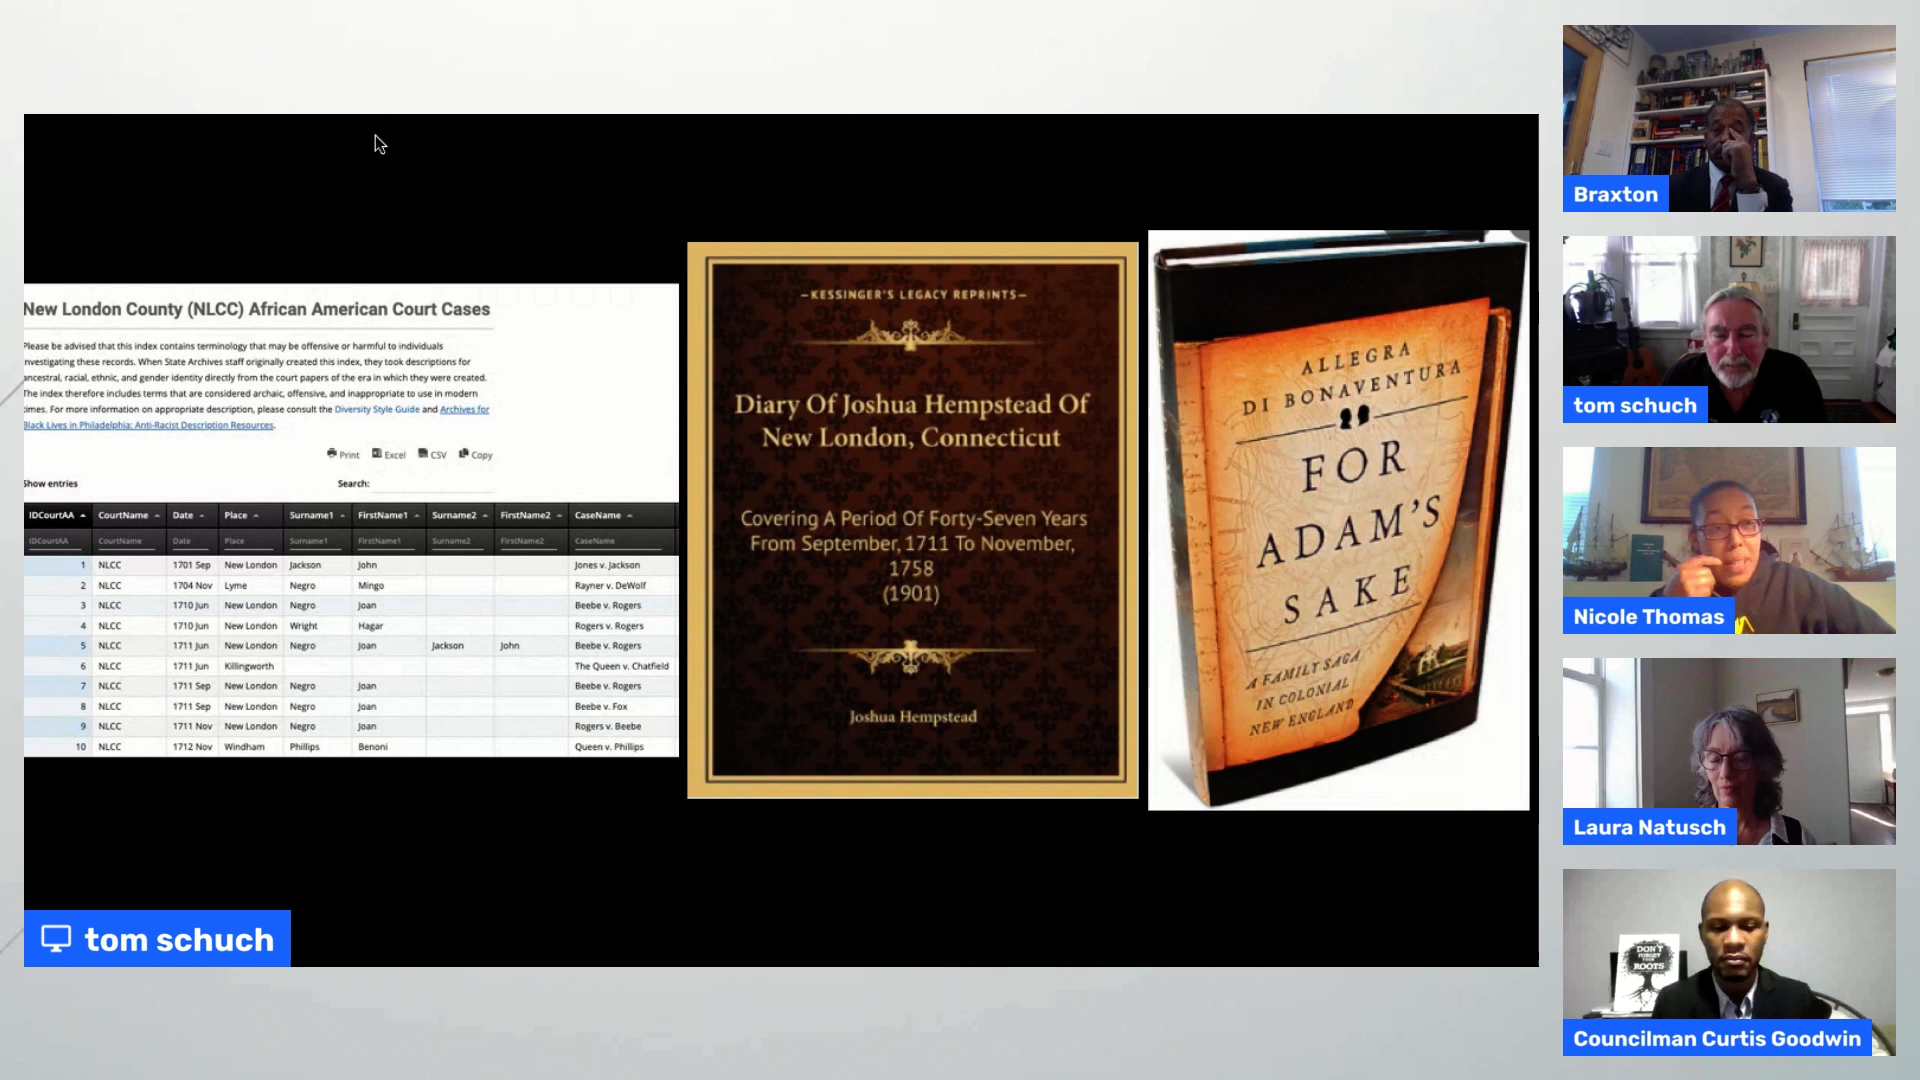 New London County (NLCC) African American Court Cases
Please be advised that this index contains terminology that may be offensive or harmful to individuals
investigating these records. When State Archives staff originally created this index, they took descriptions for
ancestral, racial, ethnic, and gender identity directly from the court papers of the era in which they were created.
The index therefore includes terms that are considered archaic, offensive, and inappropriate to use in modern
times. For more information on appropriate description, please consult the Diversity Style Guide and Archives for
Black Lives in Philadelphia: Anti-Racist Description Resources.
Print Excel CSV Copy
Show entries Search:
IDCourtAA CourtName Date Place Surname1 FirstName1 Surname2 FirstName2 CaseName
IDCourtAA CourtName Date Place Surname1 FirstName1 Surname2 FirstName2 CaseName
1 NLCC 1701 Sep New London Jackson John Jones v. Jackson
2 NLCC 1704 Nov Lyme Negro Mingo Rayner v. DeWolf
3 NLCC 1710 Jun New London Negro Joan Beebe v. Rogers
4 NLCC 1710 Jun New London Wright Hagar Rogers v. Rogers
5 NLCC 1711 Jun New London Negro Joan Jackson John Beebe v. Rogers
6 NLCC 1711 Jun Killingworth The Queen v. Chatfield
7 NLCC 1711 Sep New London Negro Joan Beebe v. Rogers
8 NLCC 1711 Sep New London Negro Joan Beebe v. Fox
9 NLCC 1711 Nov New London Negro Joan Rogers v. Beebe
10 NLCC 1712 Nov Windham Phillips Benoni Queen v. Phillips
–KESSINGER'S LEGACY REPRINTS–
Diary Of Joshua Hempstead Of
New London, Connecticut
Covering A Period Of Forty-Seven Years
From September, 1711 To November,
1758
(1901)
Joshua Hempstead
ALLEGRA
DI BONAVENTURA
FOR
ADAM'S
SAKE
A FAMILY SAGA
IN COLONIAL
NEW ENGLAND
tom schuch
Braxton
tom schuch
Nicole Thomas
Laura Natusch
DON'T
FORGET
YOUR
ROOTS
Councilman Curtis Goodwin